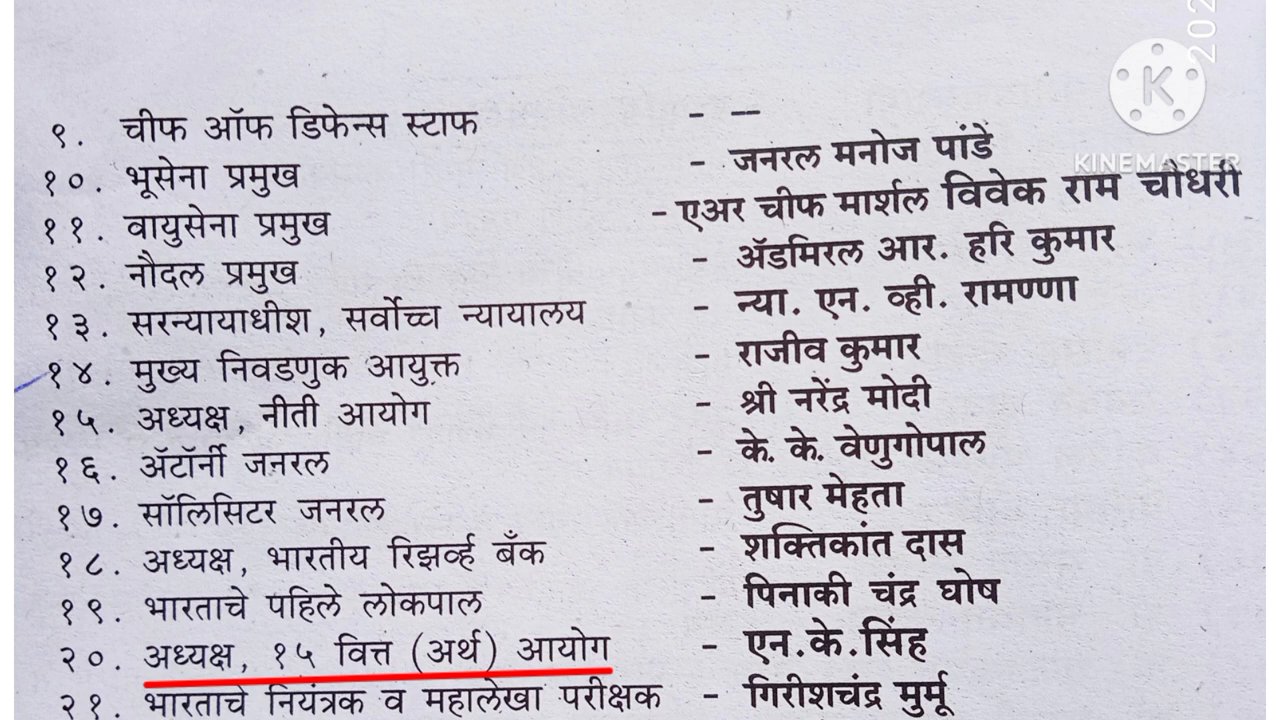 202
K
KINEMASTER
९. चीफ ऑफ डिफेन्स स्टाफ - —
१०. भूसेना प्रमुख - जनरल मनोज पांडे
११. वायुसेना प्रमुख - एअर चीफ मार्शल विवेक राम चौधरी
१२. नौदल प्रमुख - ॲडमिरल आर. हरि कुमार
१३. सरन्यायाधीश, सर्वोच्च न्यायालय - न्या. एन. व्ही. रामण्णा
१४. मुख्य निवडणुक आयुक्त - राजीव कुमार
१५. अध्यक्ष, नीती आयोग - श्री नरेंद्र मोदी
१६. ॲटॉर्नी जनरल - के. के. वेणुगोपाल
१७. सॉलिसिटर जनरल - तुषार मेहता
१८. अध्यक्ष, भारतीय रिझर्व्ह बँक - शक्तिकांत दास
१९. भारताचे पहिले लोकपाल - पिनाकी चंद्र घोष
२०. अध्यक्ष, १५ वित्त (अर्थ) आयोग - एन.के.सिंह
२१. भारताचे नियंत्रक व महालेखा परीक्षक - गिरीशचंद्र मुर्मू